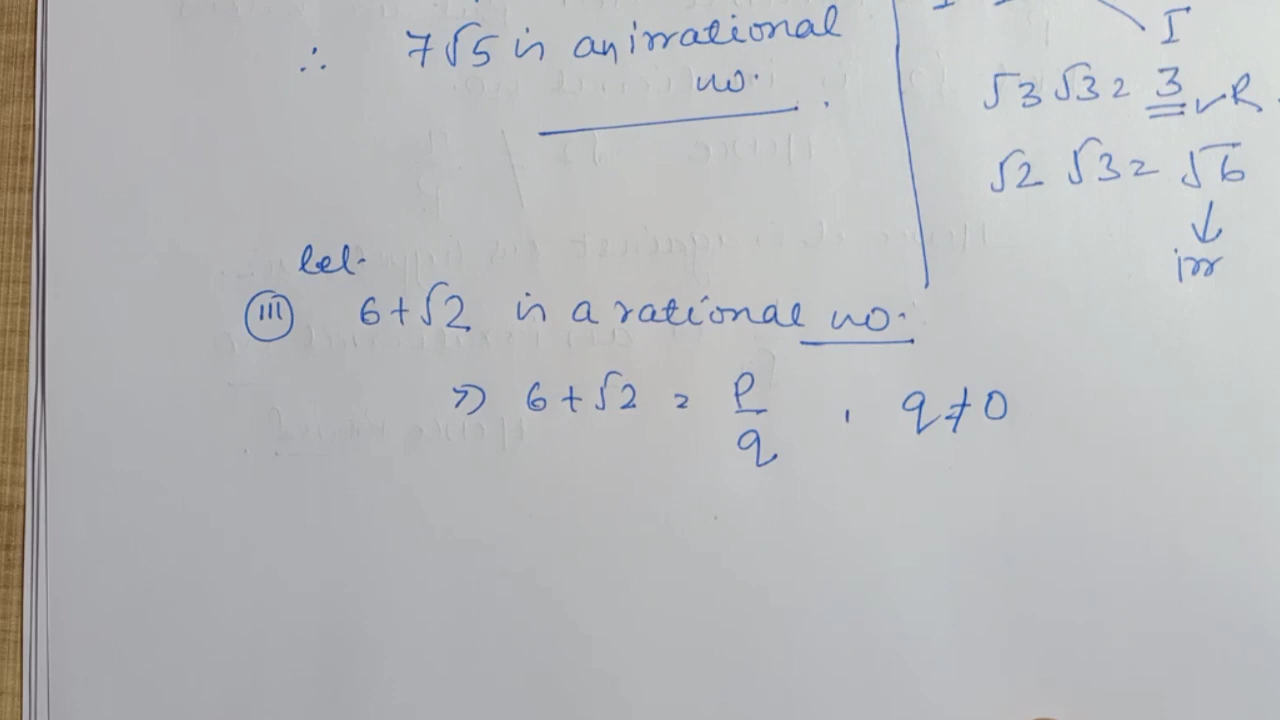 ∴ 7√5 is an irrational
no.
I
√3 √3 = 3 ✓ R.
√2 √3 = √6
↓
irr
let
(iii) 6+√2 is a rational no.
⇒ 6+√2 = p/q , q≠0